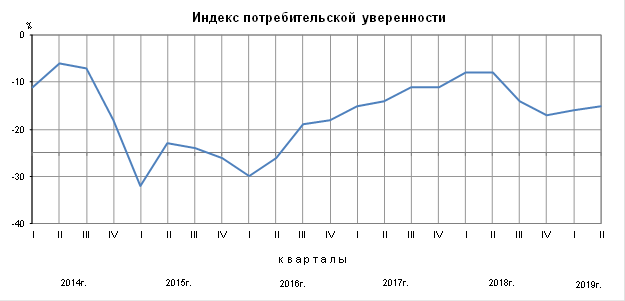 Индекс потребительской уверенности
%
0
-10
-20
-30
-40
I II III IV I II III IV I II III IV I II III IV I II III IV I II
кварталы
2014г. 2015г. 2016г. 2017г. 2018г. 2019г.